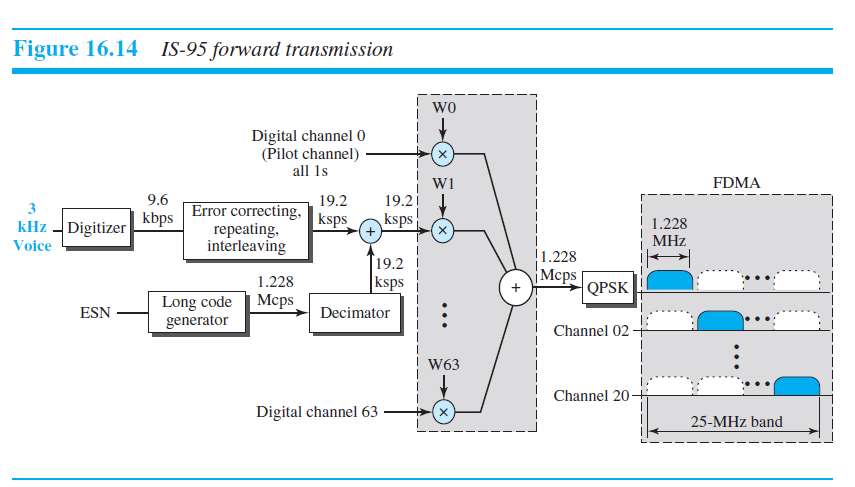 Figure 16.14 IS-95 forward transmission
W0
Digital channel 0
(Pilot channel)
all 1s
×
W1
FDMA
3
kHz
Voice
Digitizer
9.6
kbps
Error correcting,
repeating,
interleaving
19.2
ksps
+
19.2
ksps
×
1.228
MHz
19.2
ksps
ESN
Long code
generator
1.228
Mcps
Decimator
+
1.228
Mcps
QPSK
Channel 02
W63
Digital channel 63
×
Channel 20
25-MHz band